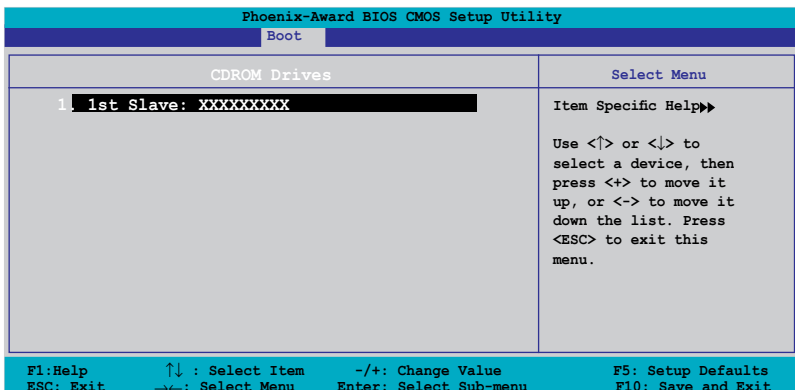 Phoenix-Award BIOS CMOS Setup Utility
Boot
CDROM Drives
Select Menu
1. 1st Slave: XXXXXXXXX
Item Specific Help▶▶
Use <↑> or <↓> to
select a device, then
press <+> to move it
up, or <-> to move it
down the list. Press
<ESC> to exit this
menu.
F1:Help ↑↓ : Select Item -/+: Change Value F5: Setup Defaults
ESC: Exit →←: Select Menu Enter: Select Sub-menu F10: Save and Exit